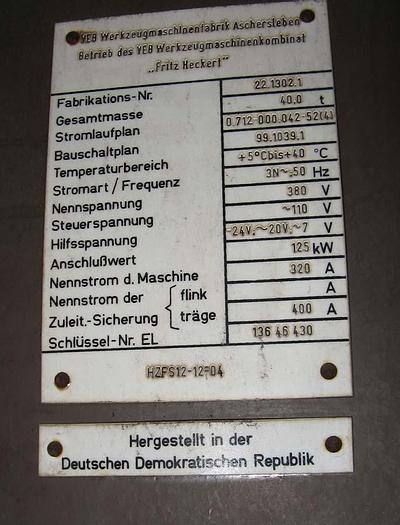 VEB Werkzeugmaschinenfabrik Aschersleben
Betrieb des VEB Werkzeugmaschinenkombinat
„Fritz Heckert"
Fabrikations-Nr. 22.1302.1
Gesamtmasse 40,0 t
Stromlaufplan 0.712-000.042-52(4)
Bauschaltplan 99.1039.1
Temperaturbereich +5°Cbis+40 °C
Stromart / Frequenz 3N~.50 Hz
Nennspannung 380 V
Steuerspannung ~110 V
Hilfsspannung -24V.~20V.~7 V
Anschlußwert 125 kW
Nennstrom d. Maschine 320 A
Nennstrom der flink A
Zuleit.-Sicherung träge 400 A
Schlüssel-Nr. EL 136 46 430
HZFS12-12-04
Hergestellt in der
Deutschen Demokratischen Republik